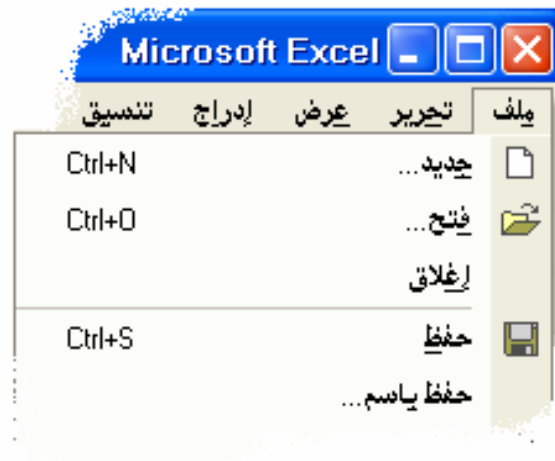 Microsoft Excel
ملف تحرير عرض إدراج تنسيق
جديد... Ctrl+N
فتح... Ctrl+O
إغلاق
حفظ Ctrl+S
حفظ باسم...